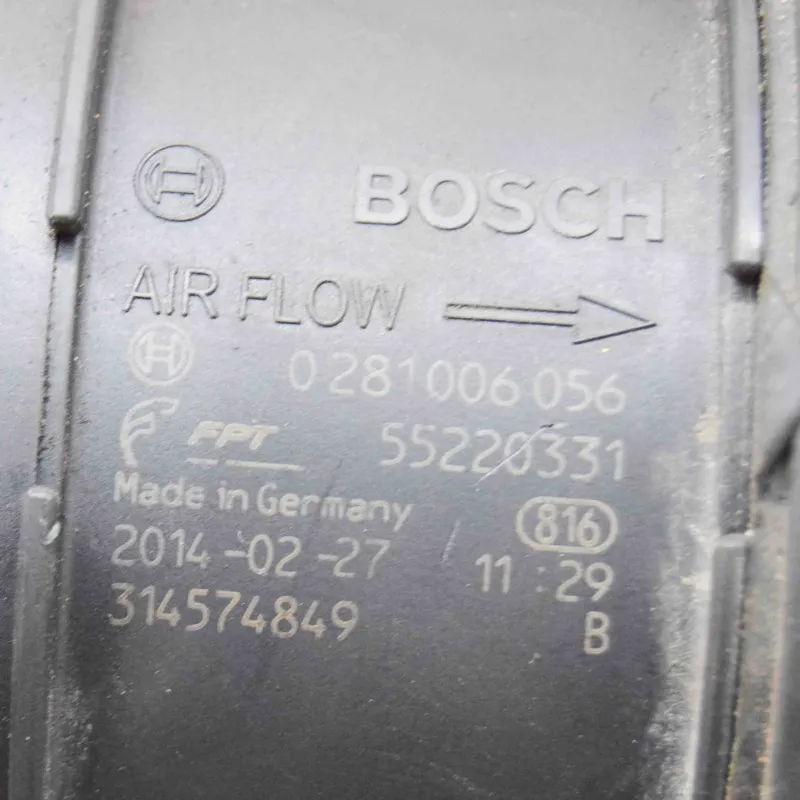 BOSCH
AIR FLOW
0 281 006 056
FPT 55220331
Made in Germany 816
2014-02-27 11:29
314574849 B